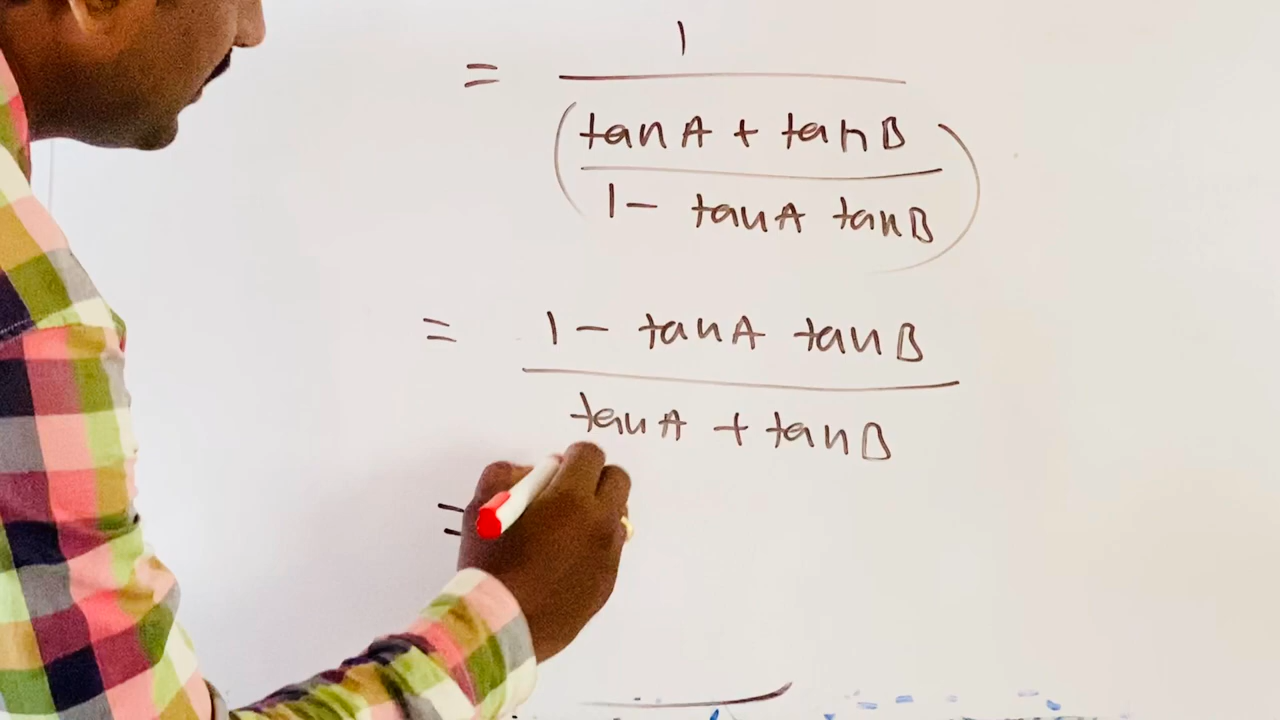 1
=
tanA + tanB
1 - tanA tanB
= 1 - tanA tanB
tanA + tanB
=